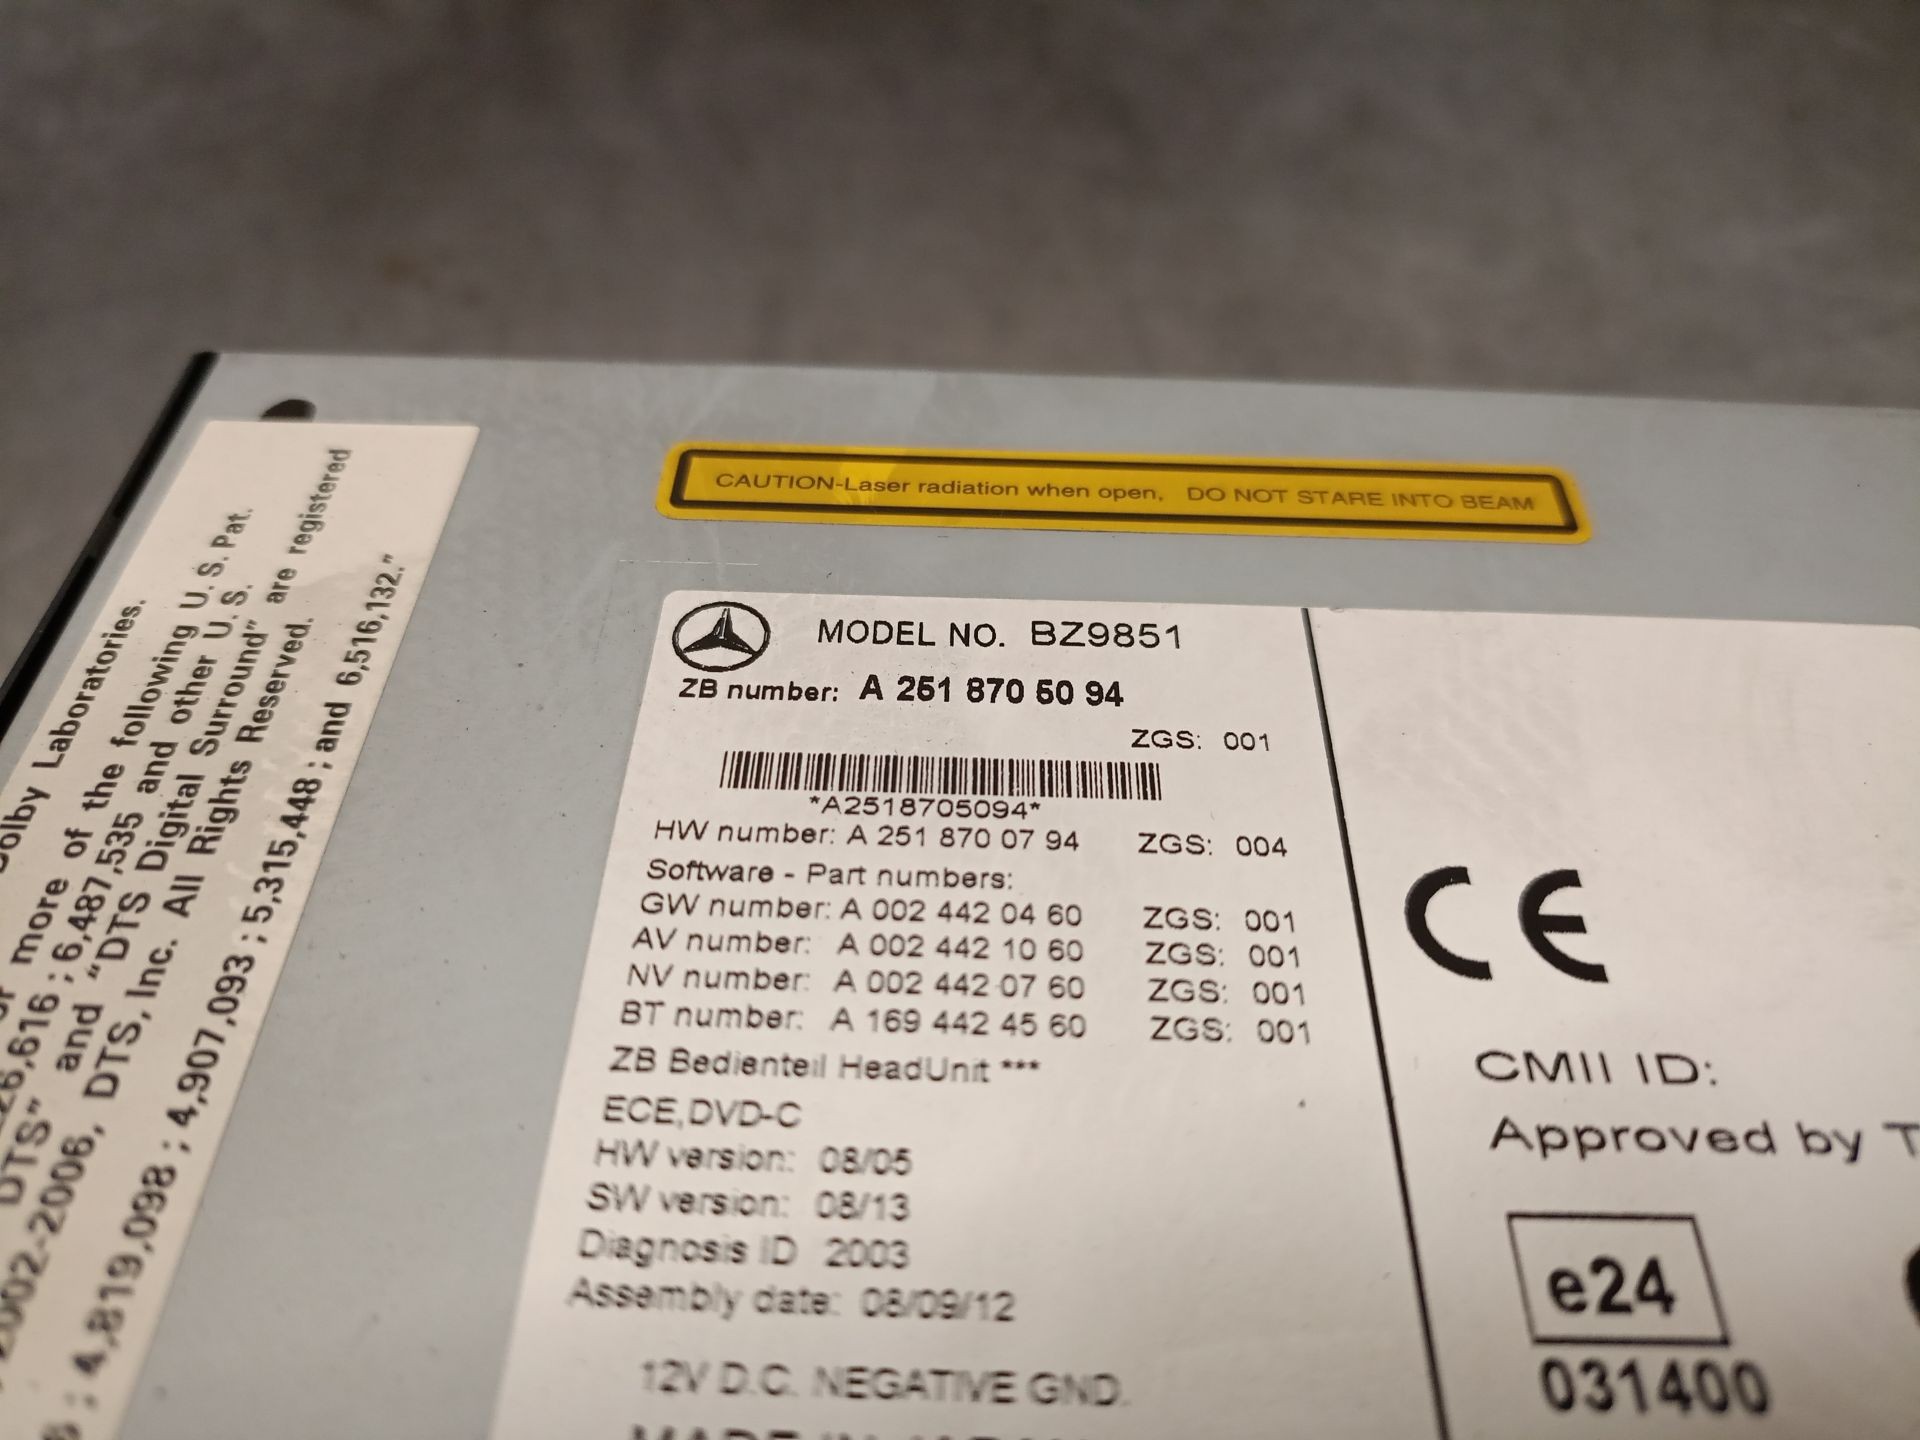 CAUTION-Laser radiation when open, DO NOT STARE INTO BEAM
Dolby Laboratories.
more of the following U.S. Pat.
,616 ; 6,487,535 and other U.S.
DTS" and "DTS Digital Surround" are registered
2002-2006, DTS, Inc. All Rights Reserved.
; 4,819,098 ; 4,907,093 ; 5,315,448 ; and 6,516,132."
MODEL NO. BZ9851
ZB number: A 251 870 50 94
ZGS: 001
*A2518705094*
HW number: A 251 870 07 94 ZGS: 004
Software - Part numbers:
GW number: A 002 442 04 60 ZGS: 001
AV number: A 002 442 10 60 ZGS: 001
NV number: A 002 442 07 60 ZGS: 001
BT number: A 169 442 45 60 ZGS: 001
ZB Bedienteil HeadUnit ***
ECE,DVD-C
HW version: 08/05
SW version: 08/13
Diagnosis ID 2003
Assembly date: 08/09/12
12V D.C. NEGATIVE GND.
MADE IN
CE
CMII ID:
Approved by
e24
031400